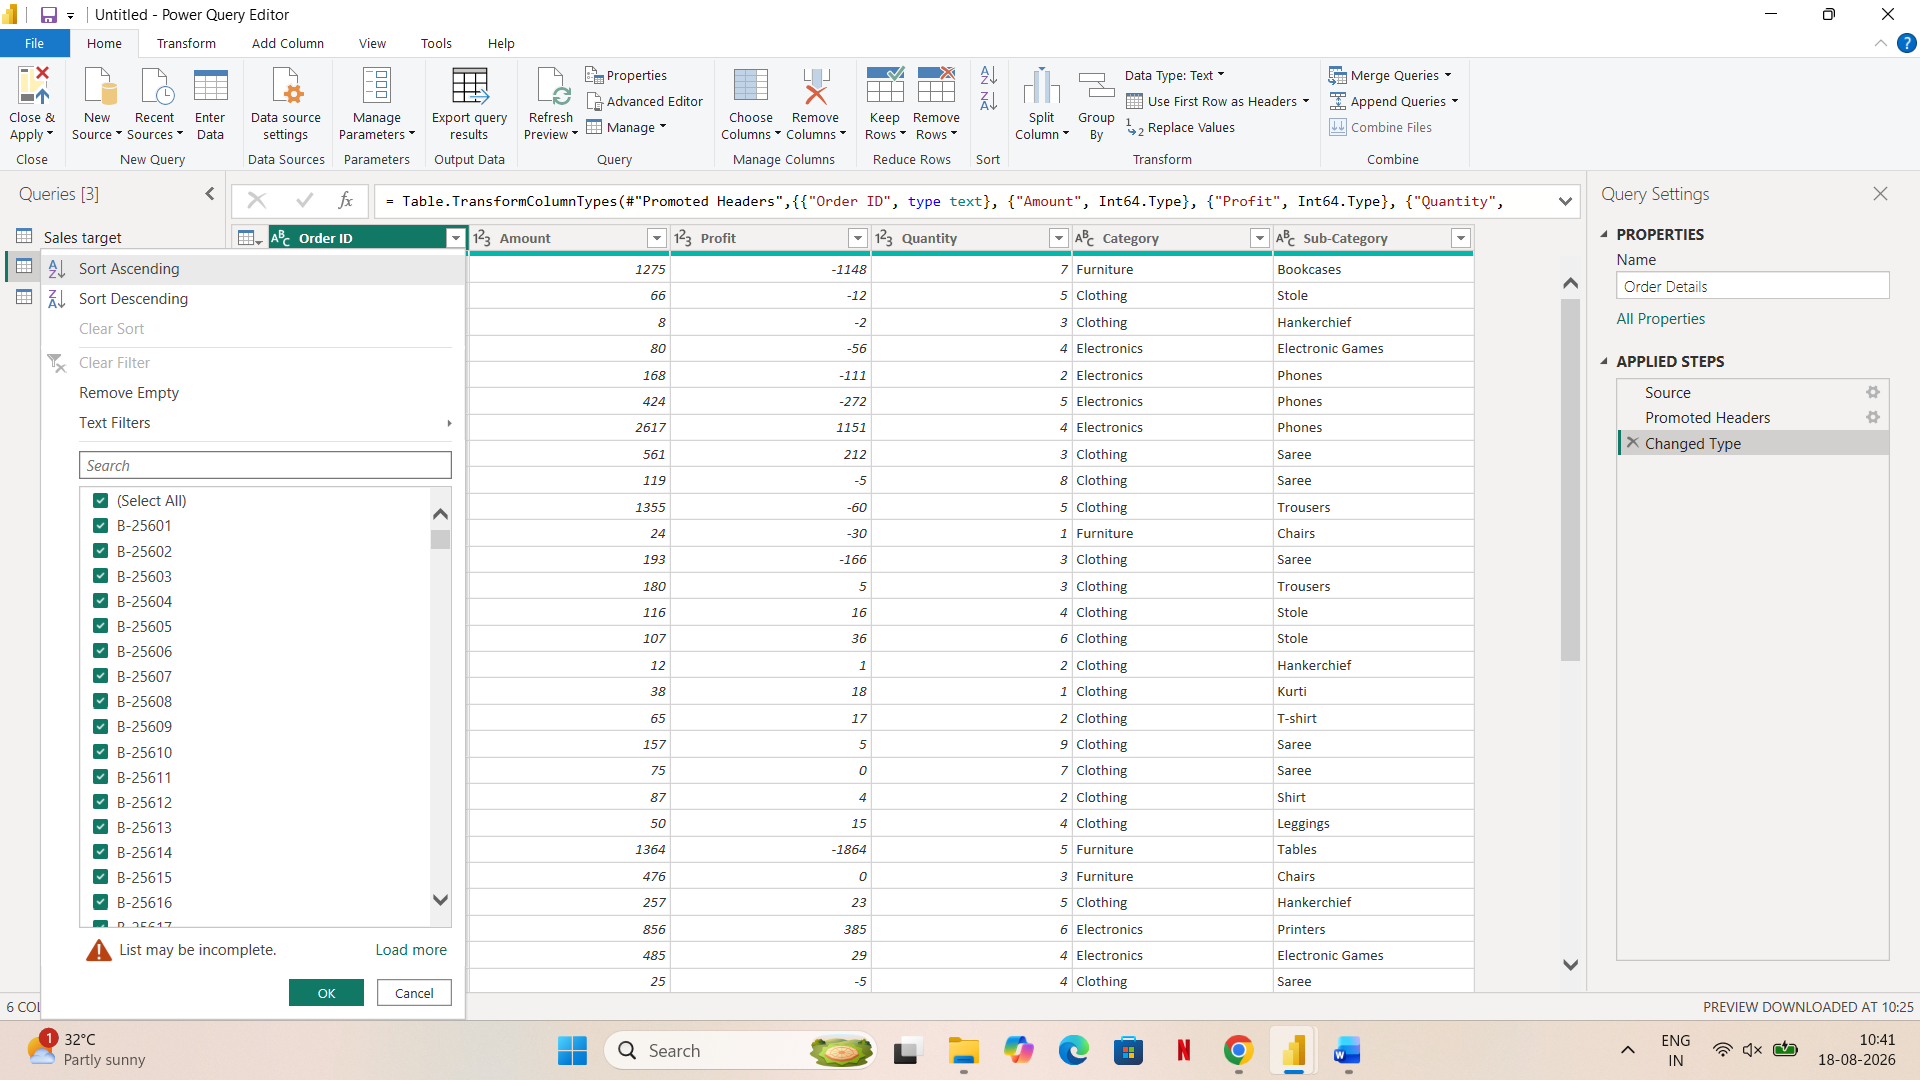 Untitled - Power Query Editor
File Home Transform Add Column View Tools Help
Close & Apply
New Source
Recent Sources
Enter Data
Data source settings
Manage Parameters
Export query results
Refresh Preview
Properties
Advanced Editor
Manage
Choose Columns
Remove Columns
Keep Rows
Remove Rows
Split Column
Group By
Data Type: Text
Use First Row as Headers
Replace Values
Merge Queries
Append Queries
Combine Files
Close New Query Data Sources Parameters Output Data Query Manage Columns Reduce Rows Sort Transform Combine
Queries [3]
fx = Table.TransformColumnTypes(#"Promoted Headers",{{"Order ID", type text}, {"Amount", Int64.Type}, {"Profit", Int64.Type}, {"Quantity",
Sales target
Order ID Amount Profit Quantity Category Sub-Category
Sort Ascending
Sort Descending
Clear Sort
Clear Filter
Remove Empty
Text Filters
Search
(Select All)
B-25601
B-25602
B-25603
B-25604
B-25605
B-25606
B-25607
B-25608
B-25609
B-25610
B-25611
B-25612
B-25613
B-25614
B-25615
B-25616
B-25617
List may be incomplete. Load more
OK Cancel
1275 -1148 7 Furniture Bookcases
66 -12 5 Clothing Stole
8 -2 3 Clothing Hankerchief
80 -56 4 Electronics Electronic Games
168 -111 2 Electronics Phones
424 -272 5 Electronics Phones
2617 1151 4 Electronics Phones
561 212 3 Clothing Saree
119 -5 8 Clothing Saree
1355 -60 5 Clothing Trousers
24 -30 1 Furniture Chairs
193 -166 3 Clothing Saree
180 5 3 Clothing Trousers
116 16 4 Clothing Stole
107 36 6 Clothing Stole
12 1 2 Clothing Hankerchief
38 18 1 Clothing Kurti
65 17 2 Clothing T-shirt
157 5 9 Clothing Saree
75 0 7 Clothing Saree
87 4 2 Clothing Shirt
50 15 4 Clothing Leggings
1364 -1864 5 Furniture Tables
476 0 3 Furniture Chairs
257 23 5 Clothing Hankerchief
856 385 6 Electronics Printers
485 29 4 Electronics Electronic Games
25 -5 4 Clothing Saree
Query Settings
PROPERTIES
Name
Order Details
All Properties
APPLIED STEPS
Source
Promoted Headers
Changed Type
6 COL
PREVIEW DOWNLOADED AT 10:25
1
32°C
Partly sunny
Search
ENG
IN
10:41
18-08-2026